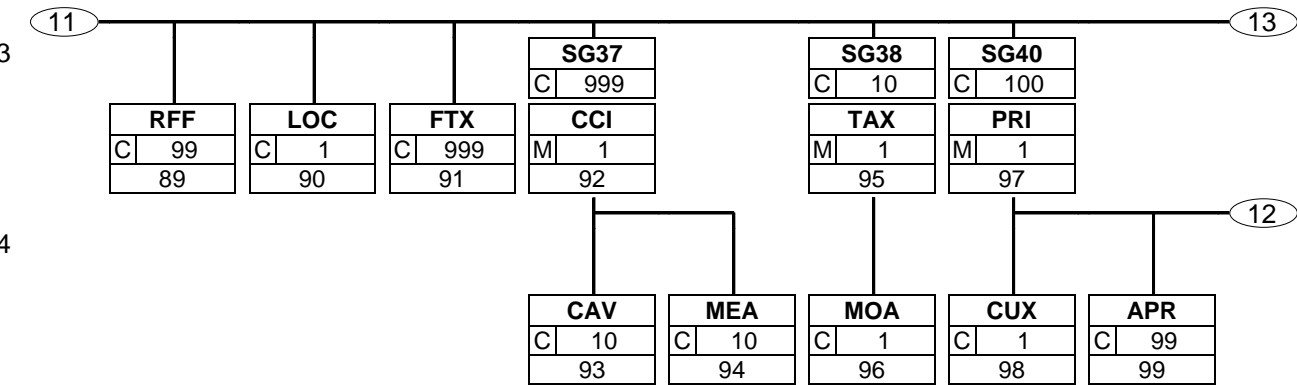 11 13
3
SG37 SG38 SG40
C 999 C 10 C 100
RFF LOC FTX CCI TAX PRI
C 99 C 1 C 999 M 1 M 1 M 1
89 90 91 92 95 97
12
4
CAV MEA MOA CUX APR
C 10 C 10 C 1 C 1 C 99
93 94 96 98 99